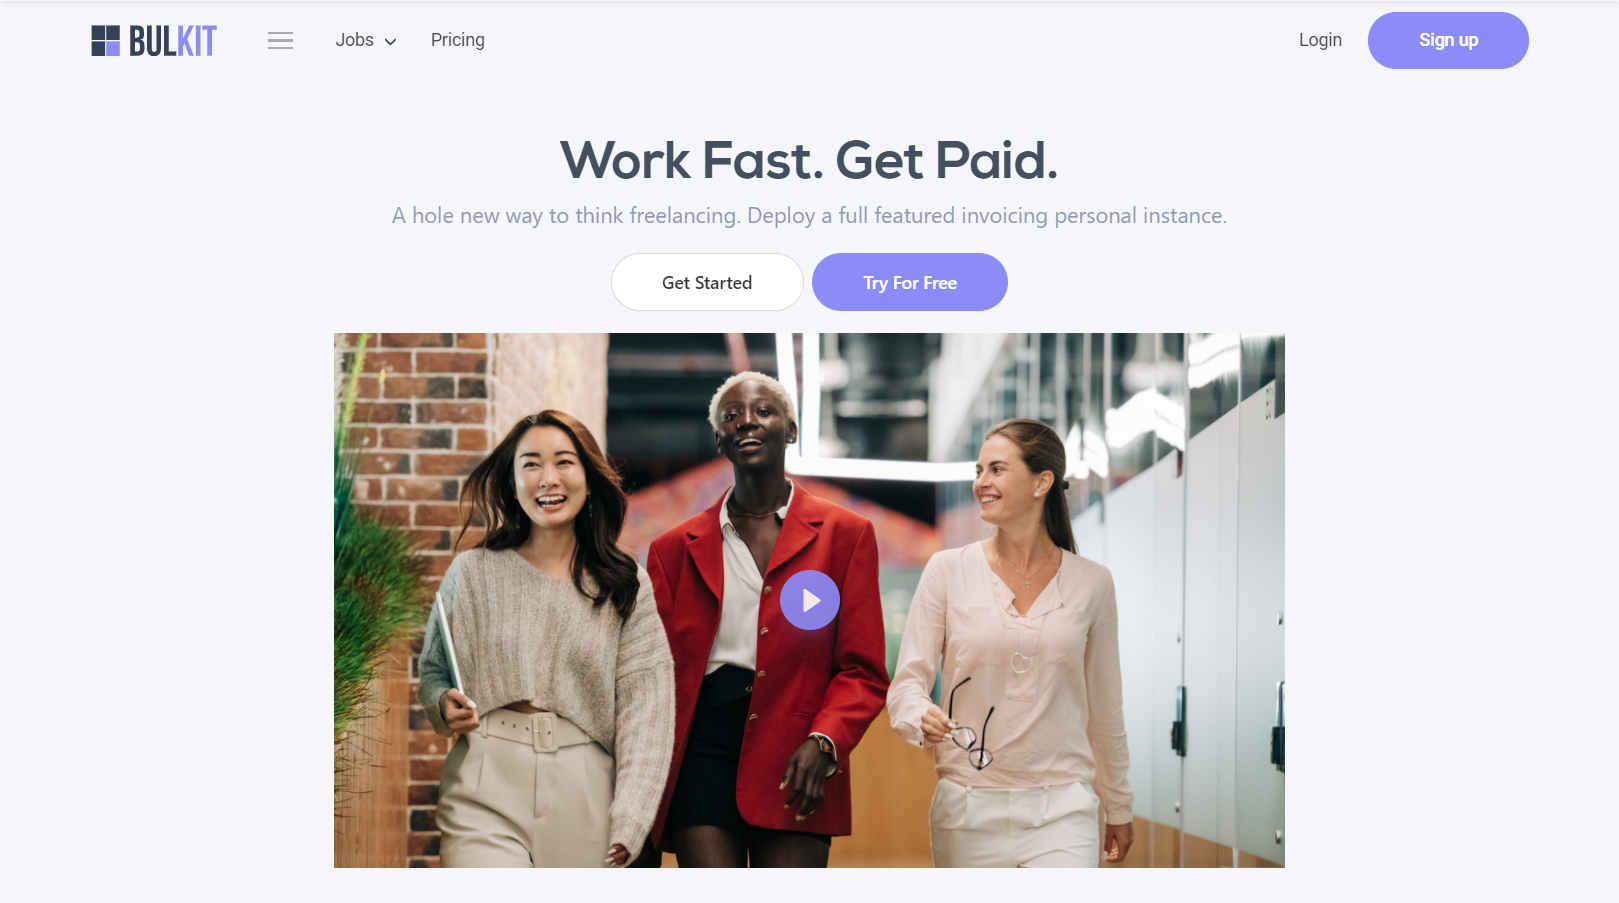 BULKIT
Jobs
Pricing
Login
Sign up
Work Fast. Get Paid.
A hole new way to think freelancing. Deploy a full featured invoicing personal instance.
Get Started
Try For Free